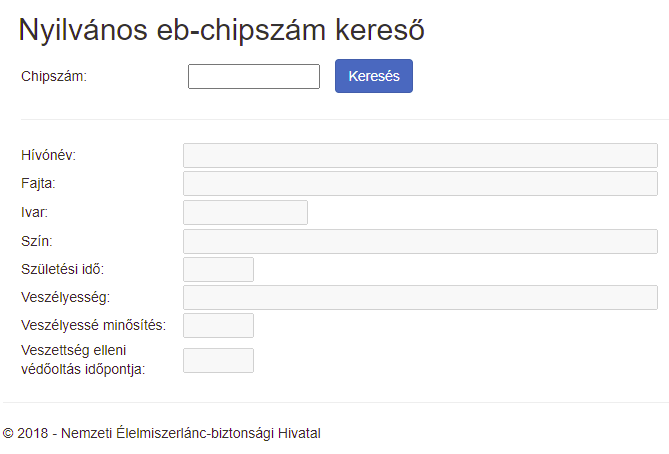 Nyilvános eb-chipszám kereső
Chipszám:
Keresés
Hívónév:
Fajta:
Ivar:
Szín:
Születési idő:
Veszélyesség:
Veszélyessé minősítés:
Veszettség elleni
védőoltás időpontja:
© 2018 - Nemzeti Élelmiszerlánc-biztonsági Hivatal